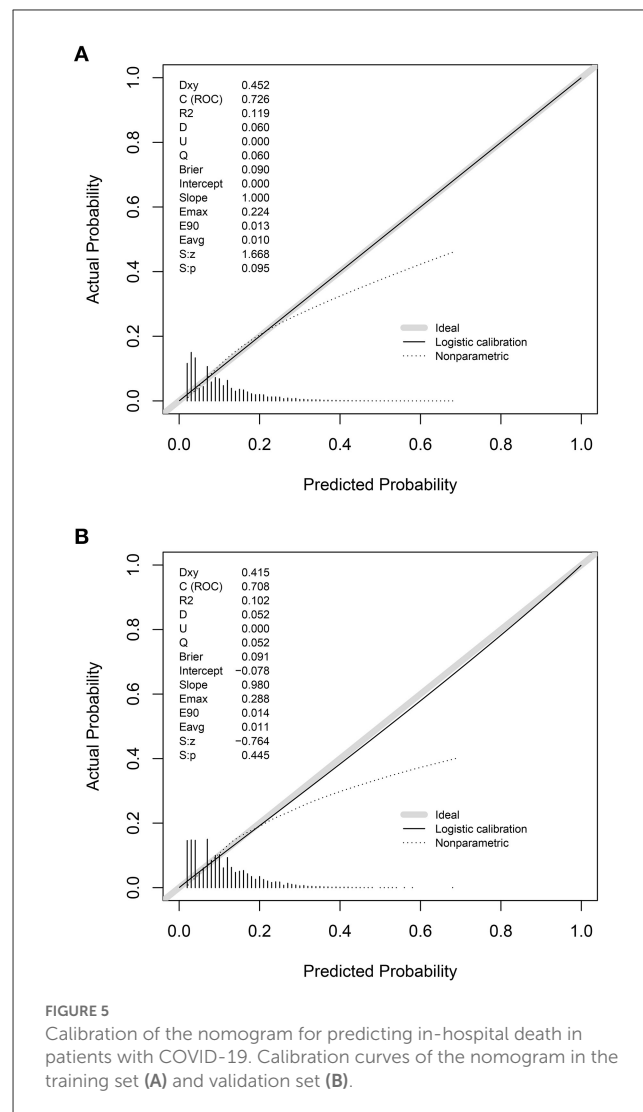 A
Dxy 0.452
C (ROC) 0.726
R2 0.119
D 0.060
U 0.000
Q 0.060
Brier 0.090
Intercept 0.000
Slope 1.000
Emax 0.224
E90 0.013
Eavg 0.010
S:z 1.668
S:p 0.095
Actual Probability
1.0
0.8
0.6
0.4
0.2
0.0
Ideal
Logistic calibration
Nonparametric
0.0 0.2 0.4 0.6 0.8 1.0
Predicted Probability
B
Dxy 0.415
C (ROC) 0.708
R2 0.102
D 0.052
U 0.000
Q 0.052
Brier 0.091
Intercept −0.078
Slope 0.980
Emax 0.288
E90 0.014
Eavg 0.011
S:z −0.764
S:p 0.445
Actual Probability
1.0
0.8
0.6
0.4
0.2
0.0
Ideal
Logistic calibration
Nonparametric
0.0 0.2 0.4 0.6 0.8 1.0
Predicted Probability
FIGURE 5
Calibration of the nomogram for predicting in-hospital death in
patients with COVID-19. Calibration curves of the nomogram in the
training set (A) and validation set (B).